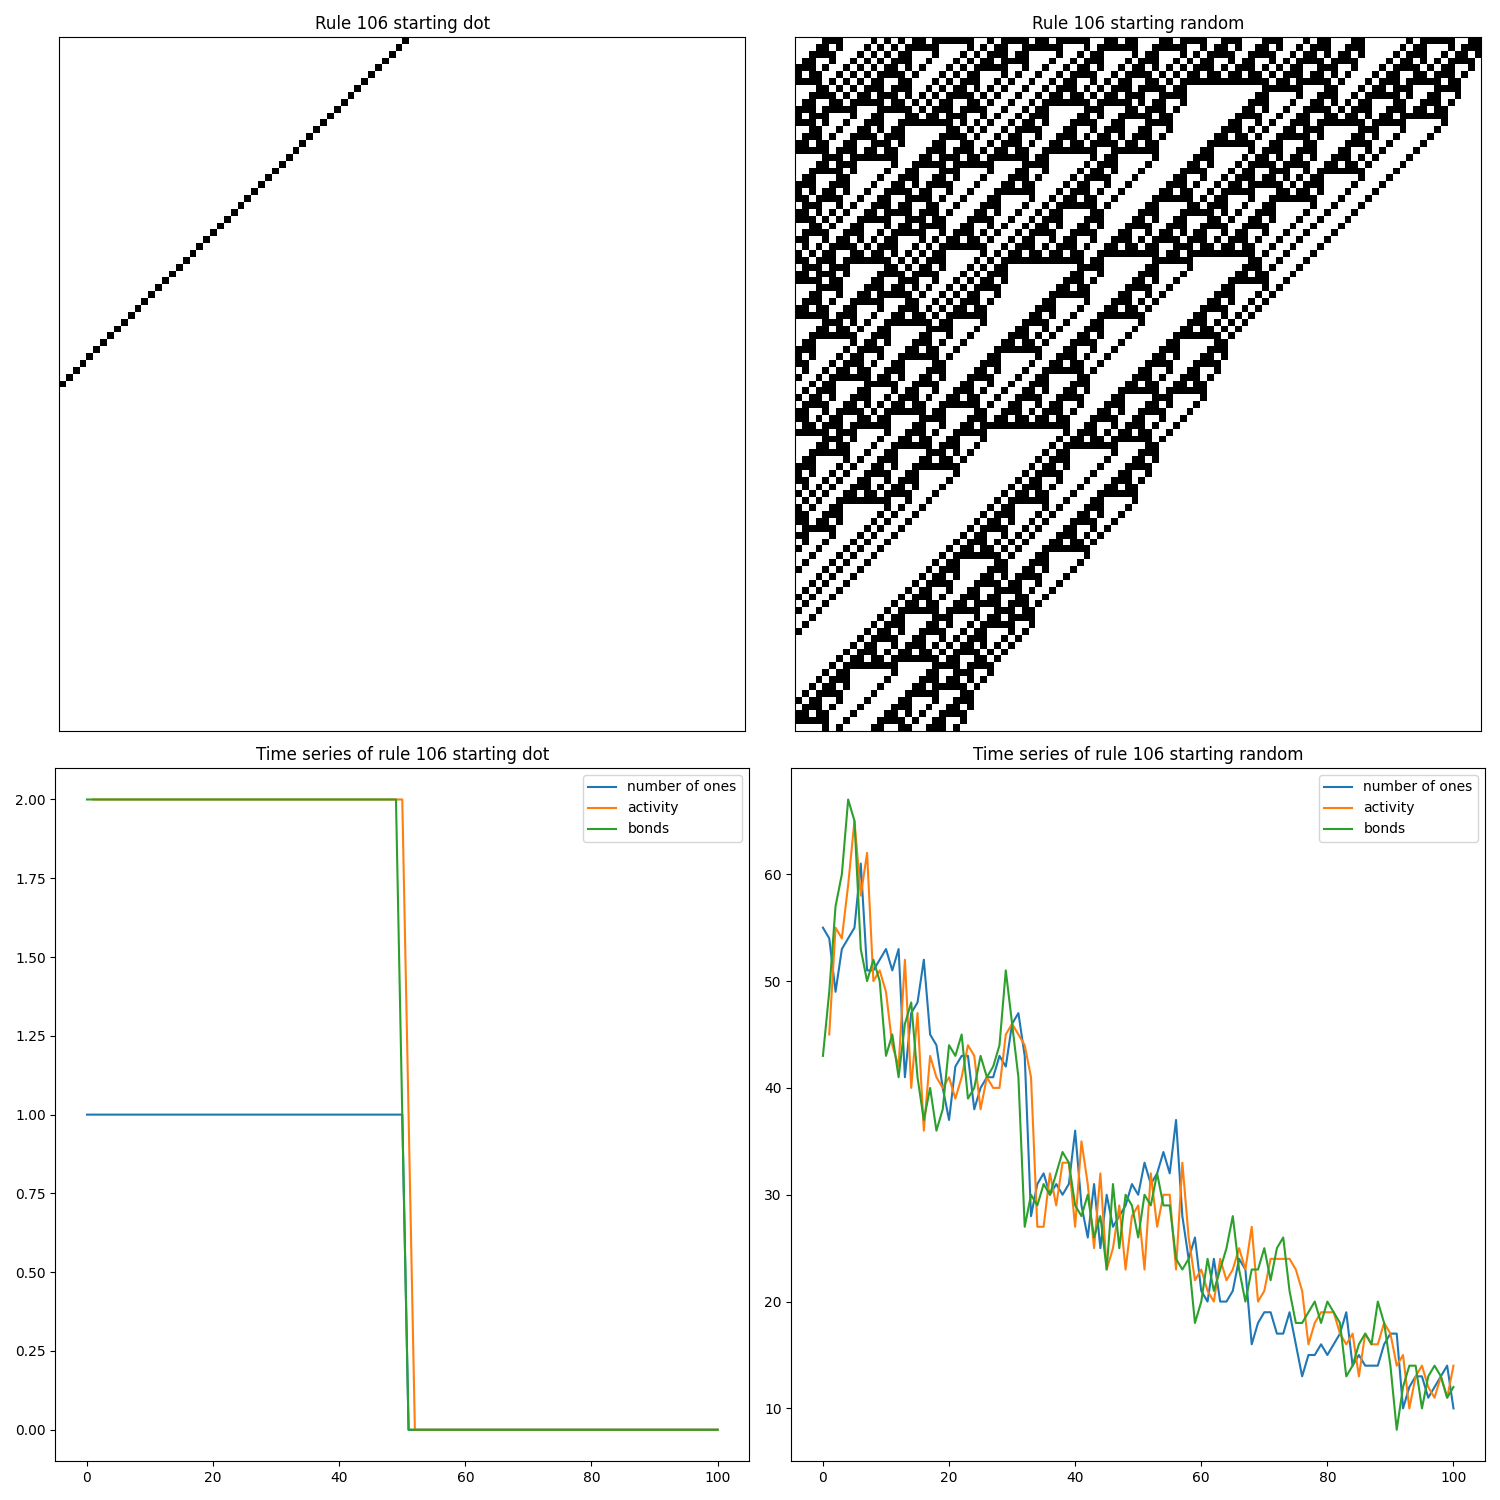 Rule 106 starting dot
Rule 106 starting random
Time series of rule 106 starting dot
number of ones
activity
bonds
2.00
1.75
1.50
1.25
1.00
0.75
0.50
0.25
0.00
0 20 40 60 80 100
Time series of rule 106 starting random
number of ones
activity
bonds
60
50
40
30
20
10
0 20 40 60 80 100